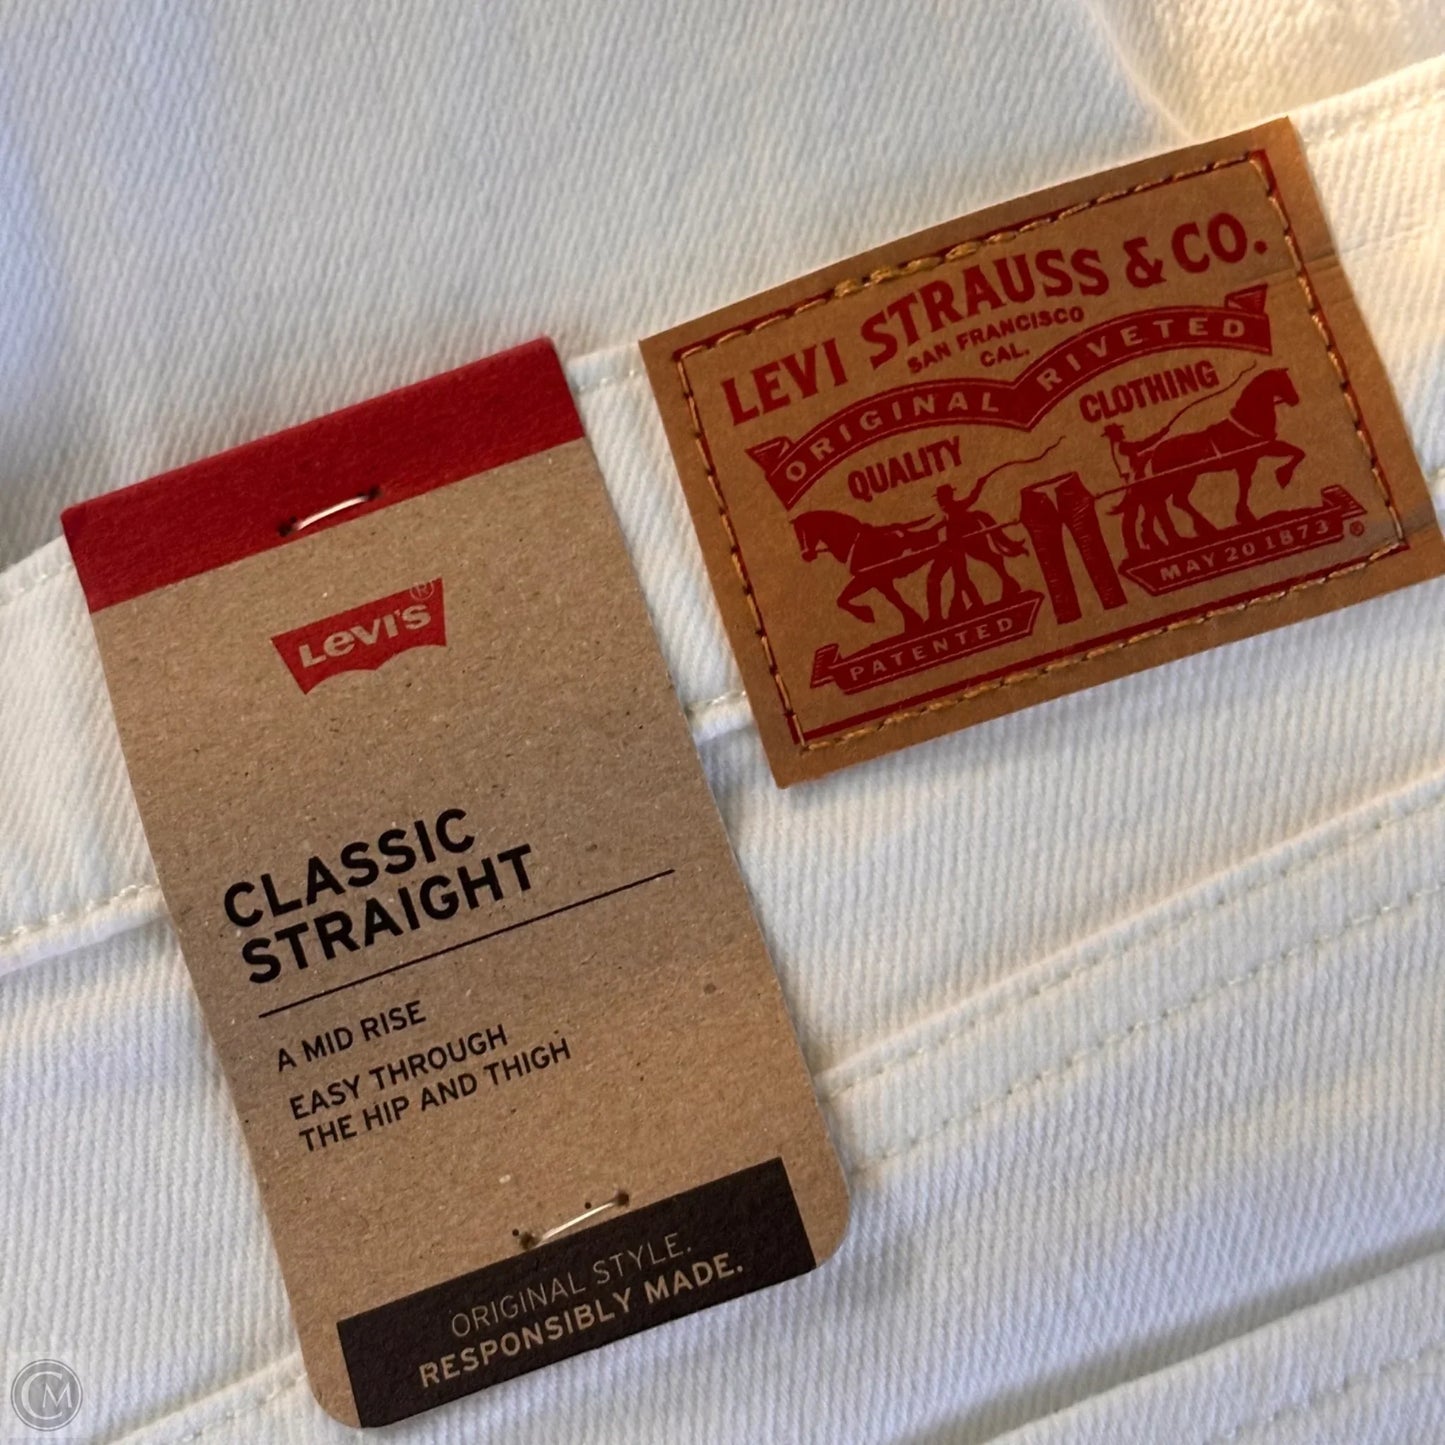 LEVI STRAUSS & CO.
SAN FRANCISCO
CAL.
ORIGINAL RIVETED
QUALITY CLOTHING
PATENTED MAY 20 1873 ®
LEVI'S ®
CLASSIC
STRAIGHT
A MID RISE
EASY THROUGH
THE HIP AND THIGH
ORIGINAL STYLE.
RESPONSIBLY MADE.
CM